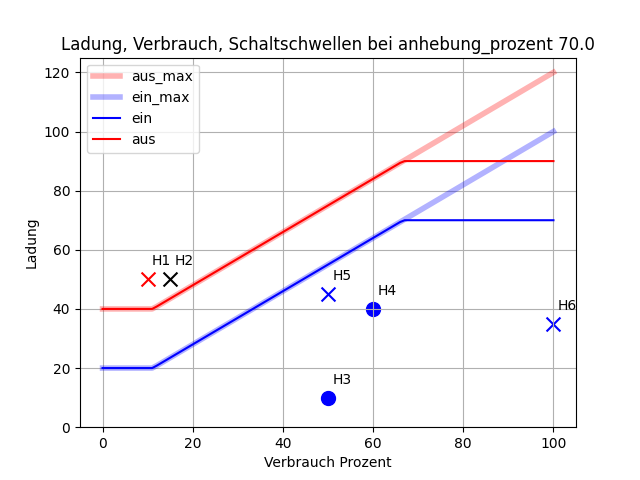 Ladung, Verbrauch, Schaltschwellen bei anhebung_prozent 70.0
aus_max
ein_max
ein
aus
120
100
80
60
40
20
0
Ladung
H1
H2
H5
H4
H6
H3
0
20
40
60
80
100
Verbrauch Prozent